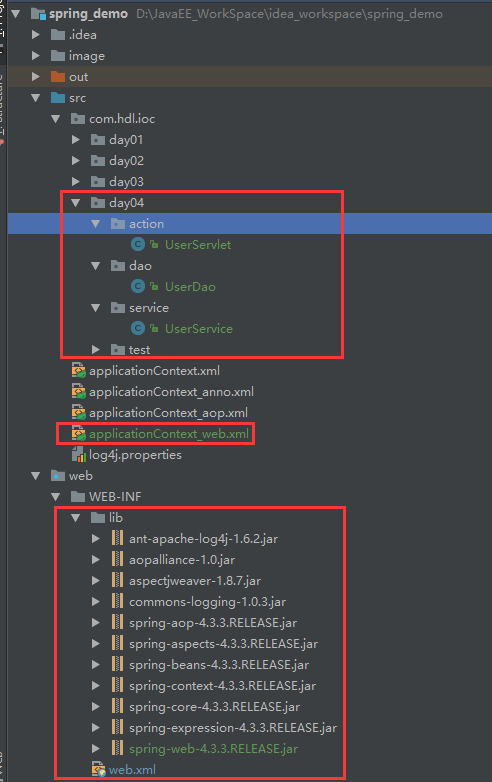 spring_demo D:\JavaEE_WorkSpace\idea_workspace\spring_demo
.idea
image
out
src
com.hdl.ioc
day01
day02
day03
day04
action
UserServlet
dao
UserDao
service
UserService
test
applicationContext.xml
applicationContext_anno.xml
applicationContext_aop.xml
applicationContext_web.xml
log4j.properties
web
WEB-INF
lib
ant-apache-log4j-1.6.2.jar
aopalliance-1.0.jar
aspectjweaver-1.8.7.jar
commons-logging-1.0.3.jar
spring-aop-4.3.3.RELEASE.jar
spring-aspects-4.3.3.RELEASE.jar
spring-beans-4.3.3.RELEASE.jar
spring-context-4.3.3.RELEASE.jar
spring-core-4.3.3.RELEASE.jar
spring-expression-4.3.3.RELEASE.jar
spring-web-4.3.3.RELEASE.jar
web.xml